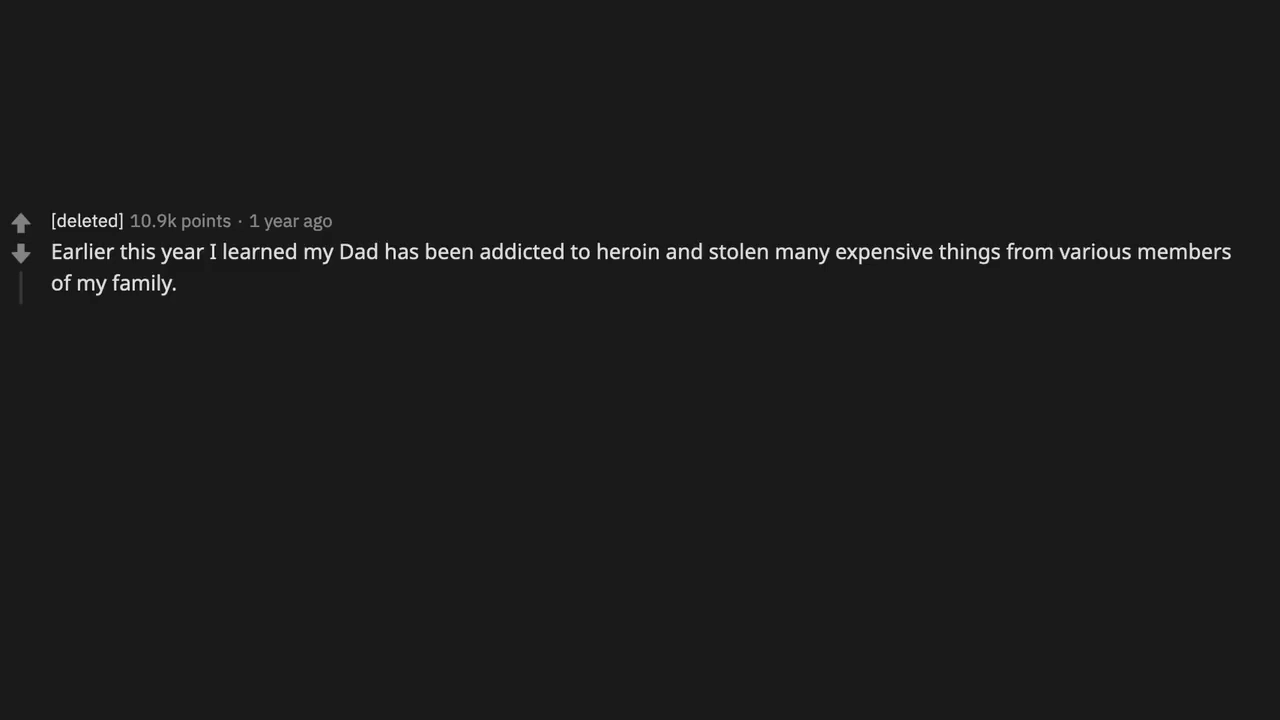 [deleted] 10.9k points · 1 year ago
Earlier this year I learned my Dad has been addicted to heroin and stolen many expensive things from various members
of my family.